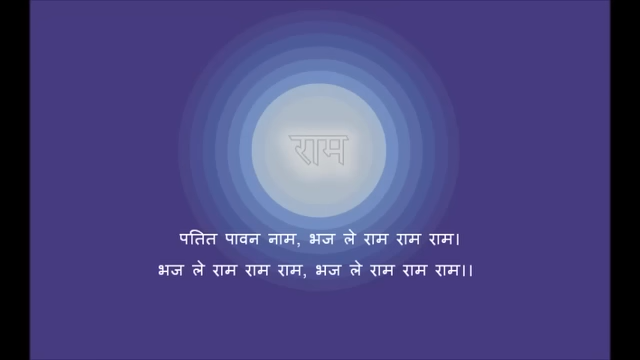 राम
पतित पावन नाम, भज ले राम राम राम।
भज ले राम राम राम, भज ले राम राम राम।।